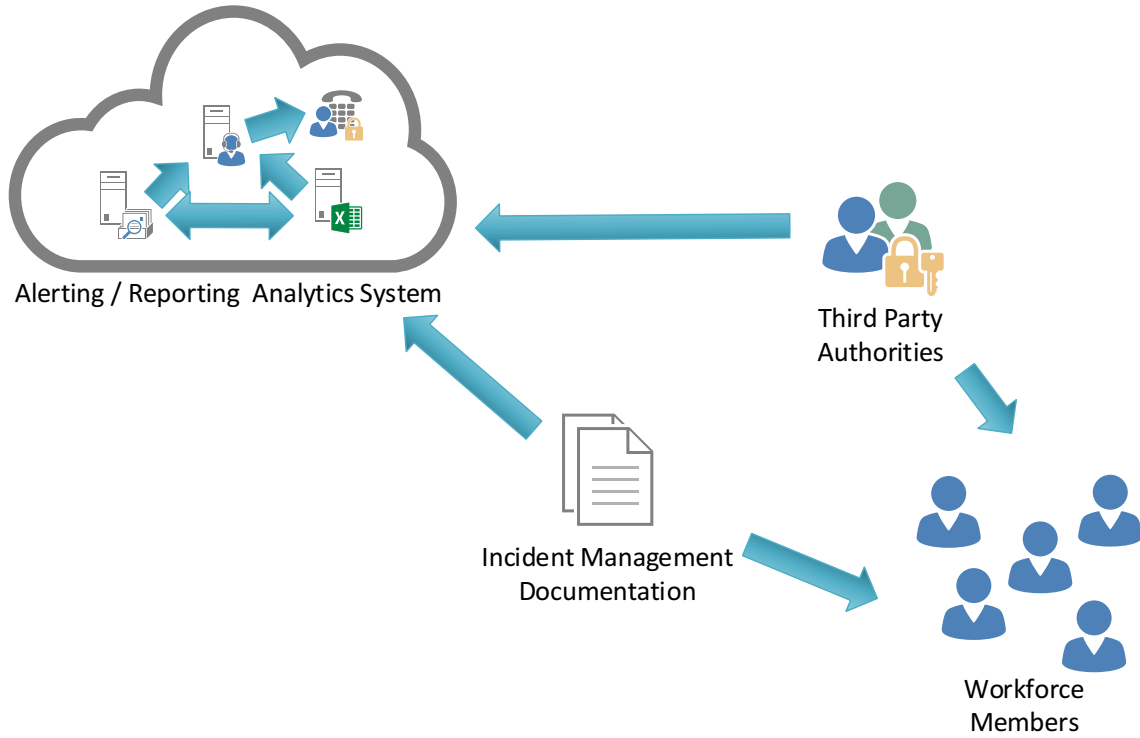 X
Alerting / Reporting Analytics System
Third Party
Authorities
Incident Management
Documentation
Workforce
Members